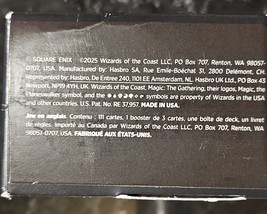 © SQUARE ENIX ©2025 Wizards of the Coast LLC, PO Box 707, Renton, WA 98057-
0707, USA. Manufactured by: Hasbro SA, Rue Emile-Boéchat 31, 2800 Delémont, CH.
Represented by: Hasbro, De Entree 240, 1101 EE Amsterdam, NL. Hasbro UK Ltd., PO Box 43
Newport, NP19 4YH, UK. Wizards of the Coast, Magic: The Gathering, their logos, Magic, the
Planeswalker symbol, and the symbols are property of Wizards in the USA
and other countries. U.S. Pat. No. RE 37,957. MADE IN USA.
Jeu en anglais. Contenu : 111 cartes, 1 booster de 3 cartes, une boîte de deck, un livret
de règles. Importé au Canada par Wizards of the Coast LLC, PO Box 707, Renton, WA
98057-0707, USA. FABRIQUÉ AUX ÉTATS-UNIS.